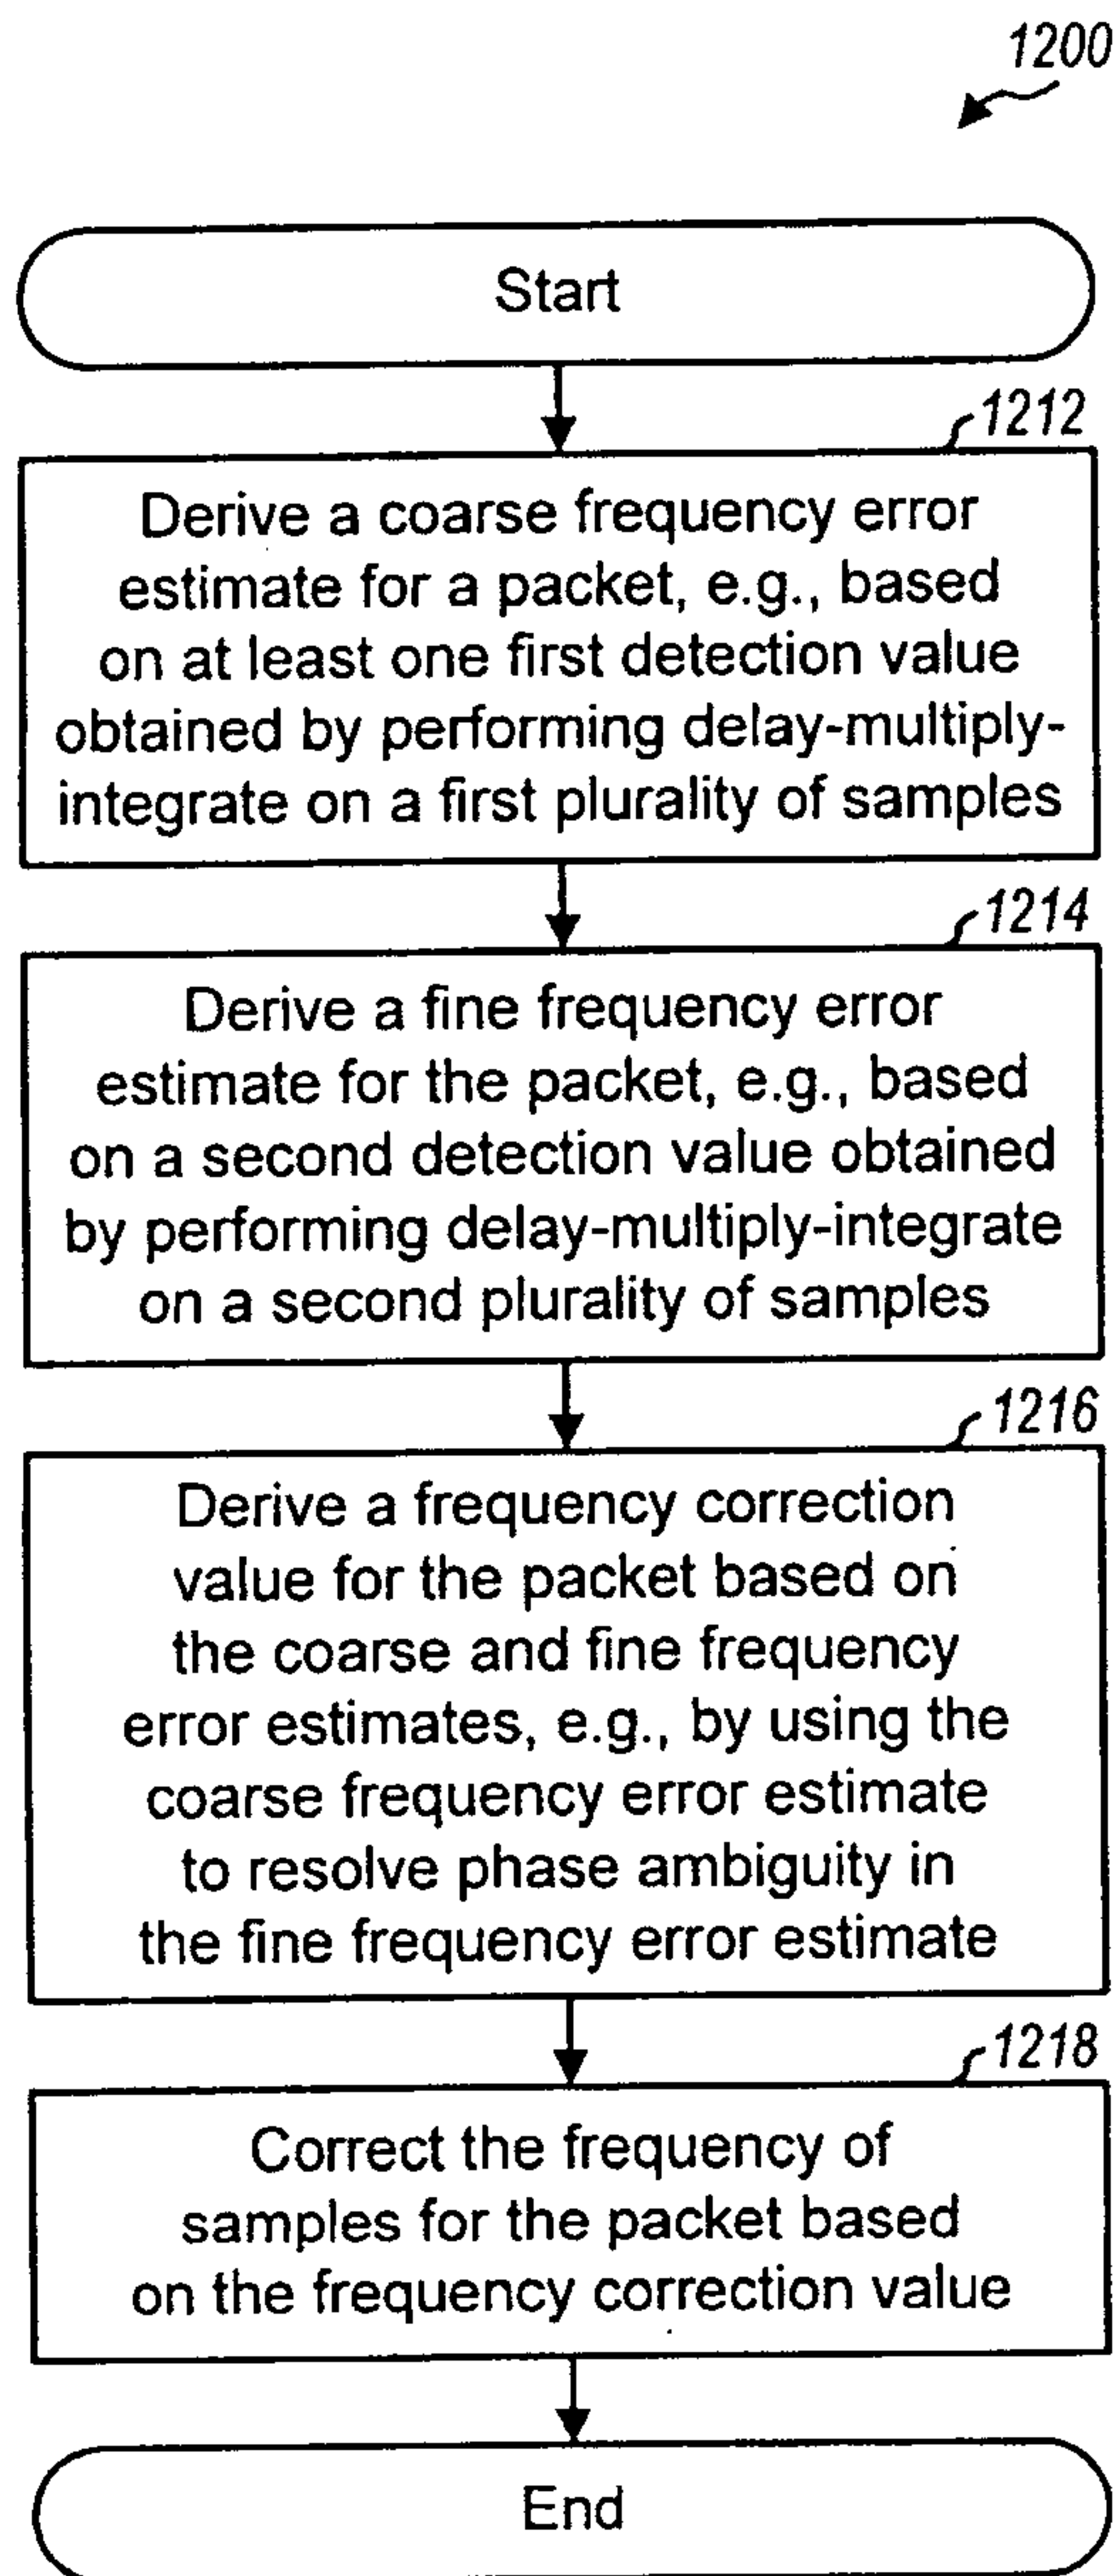 1200
Start
1212
Derive a coarse frequency error
estimate for a packet, e.g., based
on at least one first detection value
obtained by performing delay-multiply-
integrate on a first plurality of samples
1214
Derive a fine frequency error
estimate for the packet, e.g., based
on a second detection value obtained
by performing delay-multiply-integrate
on a second plurality of samples
1216
Derive a frequency correction
value for the packet based on
the coarse and fine frequency
error estimates, e.g., by using the
coarse frequency error estimate
to resolve phase ambiguity in
the fine frequency error estimate
1218
Correct the frequency of
samples for the packet based
on the frequency correction value
End